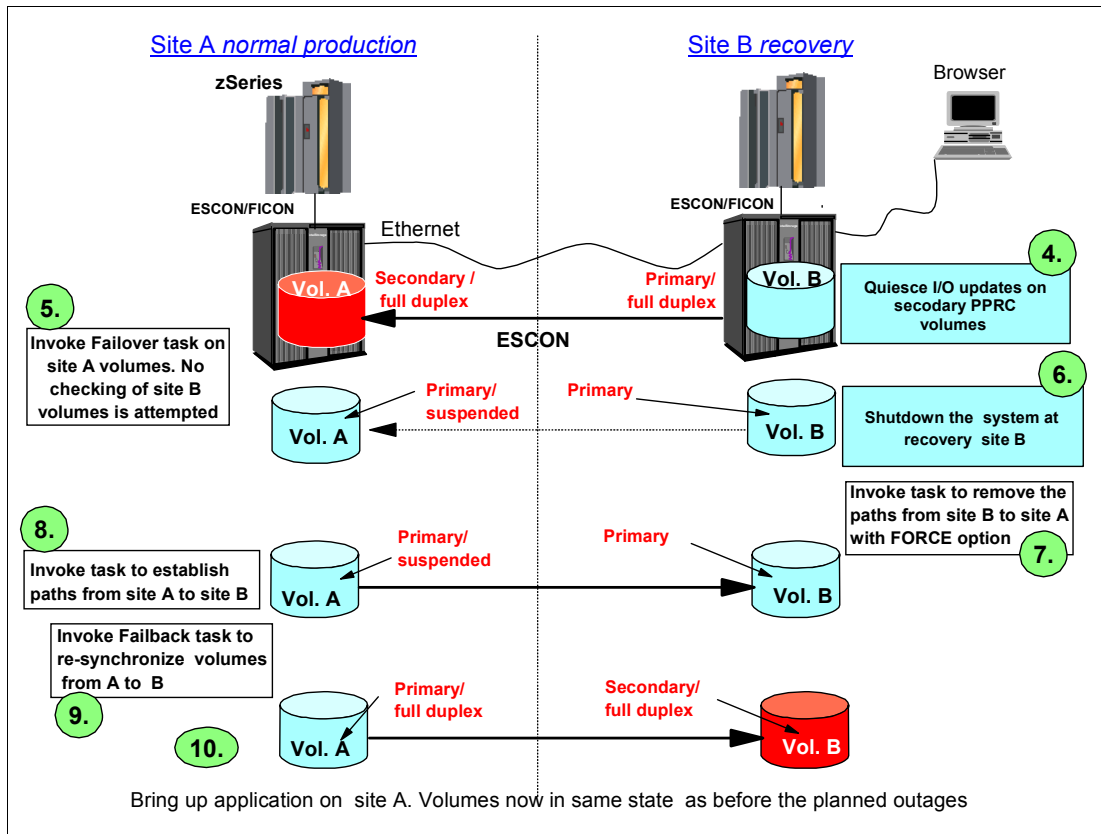 Site A normal production
Site B recovery
zSeries
Browser
ESCON/FICON
ESCON/FICON
Ethernet
Vol. A
Secondary /
full duplex
Primary/
full duplex
Vol. B
4.
Quiesce I/O updates on
secodary PPRC
volumes
5.
Invoke Failover task on
site A volumes. No
checking of site B
volumes is attempted
ESCON
Primary/
suspended
Primary
Vol. A
Vol. B
6.
Shutdown the system at
recovery site B
Invoke task to remove the
paths from site B to site A
with FORCE option
7.
8.
Invoke task to establish
paths from site A to site B
Primary/
suspended
Primary
Vol. A
Vol. B
Invoke Failback task to
re-synchronize volumes
from A to B
9.
10.
Primary/
full duplex
Secondary/
full duplex
Vol. A
Vol. B
Bring up application on site A. Volumes now in same state as before the planned outages